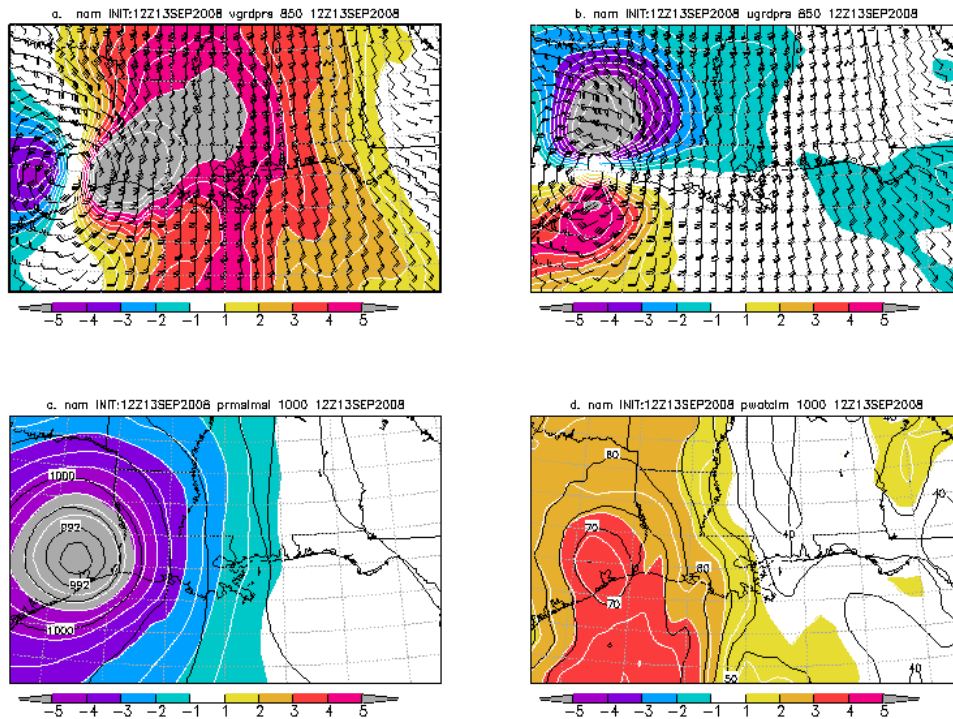 a. nam INIT:12Z13SEP2008 vgrdprs 850 12Z13SEP2008
b. nam INIT:12Z13SEP2008 ugrdprs 850 12Z13SEP2008
-5 -4 -3 -2 -1 1 2 3 4 5
-5 -4 -3 -2 -1 1 2 3 4 5
c. nam INIT:12Z13SEP2008 prmslmsl 1000 12Z13SEP2008
d. nam INIT:12Z13SEP2008 pwatclm 1000 12Z13SEP2008
1000
992
992
1000
40
60
40
70
40
60
70
50
40
-5 -4 -3 -2 -1 1 2 3 4 5
-5 -4 -3 -2 -1 1 2 3 4 5